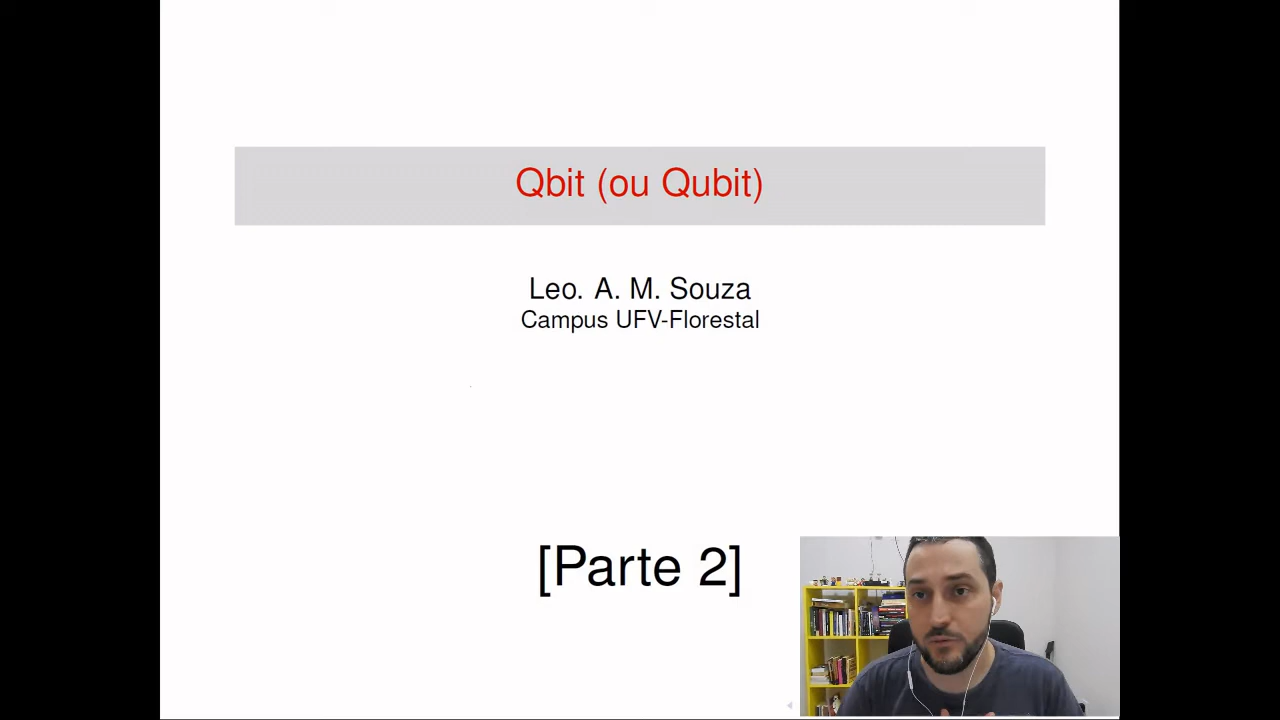 Qbit (ou Qubit)
Leo. A. M. Souza
Campus UFV-Florestal
[Parte 2]